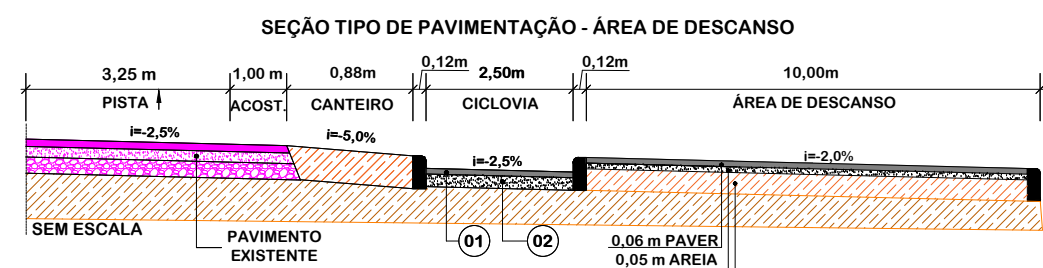 SEÇÃO TIPO DE PAVIMENTAÇÃO - ÁREA DE DESCANSO
3,25 m 1,00 m 0,88m 0,12m 2,50m 0,12m 10,00m
PISTA ACOST. CANTEIRO CICLOVIA ÁREA DE DESCANSO
i=-2,5% i=-5,0% i=-2,5% i=-2,0%
SEM ESCALA
PAVIMENTO
EXISTENTE
01 02
0,06 m PAVER
0,05 m AREIA